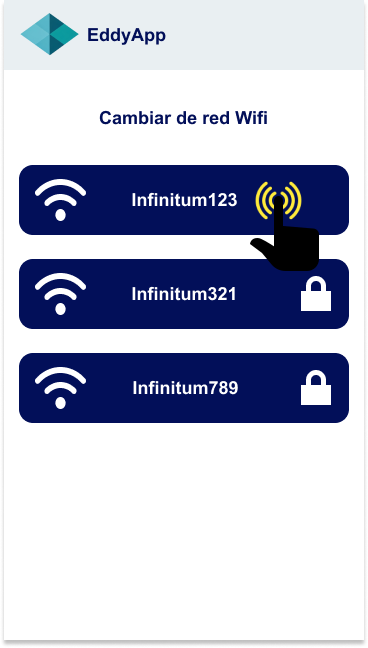 EddyApp
Cambiar de red Wifi
Infinitum123
Infinitum321
Infinitum789